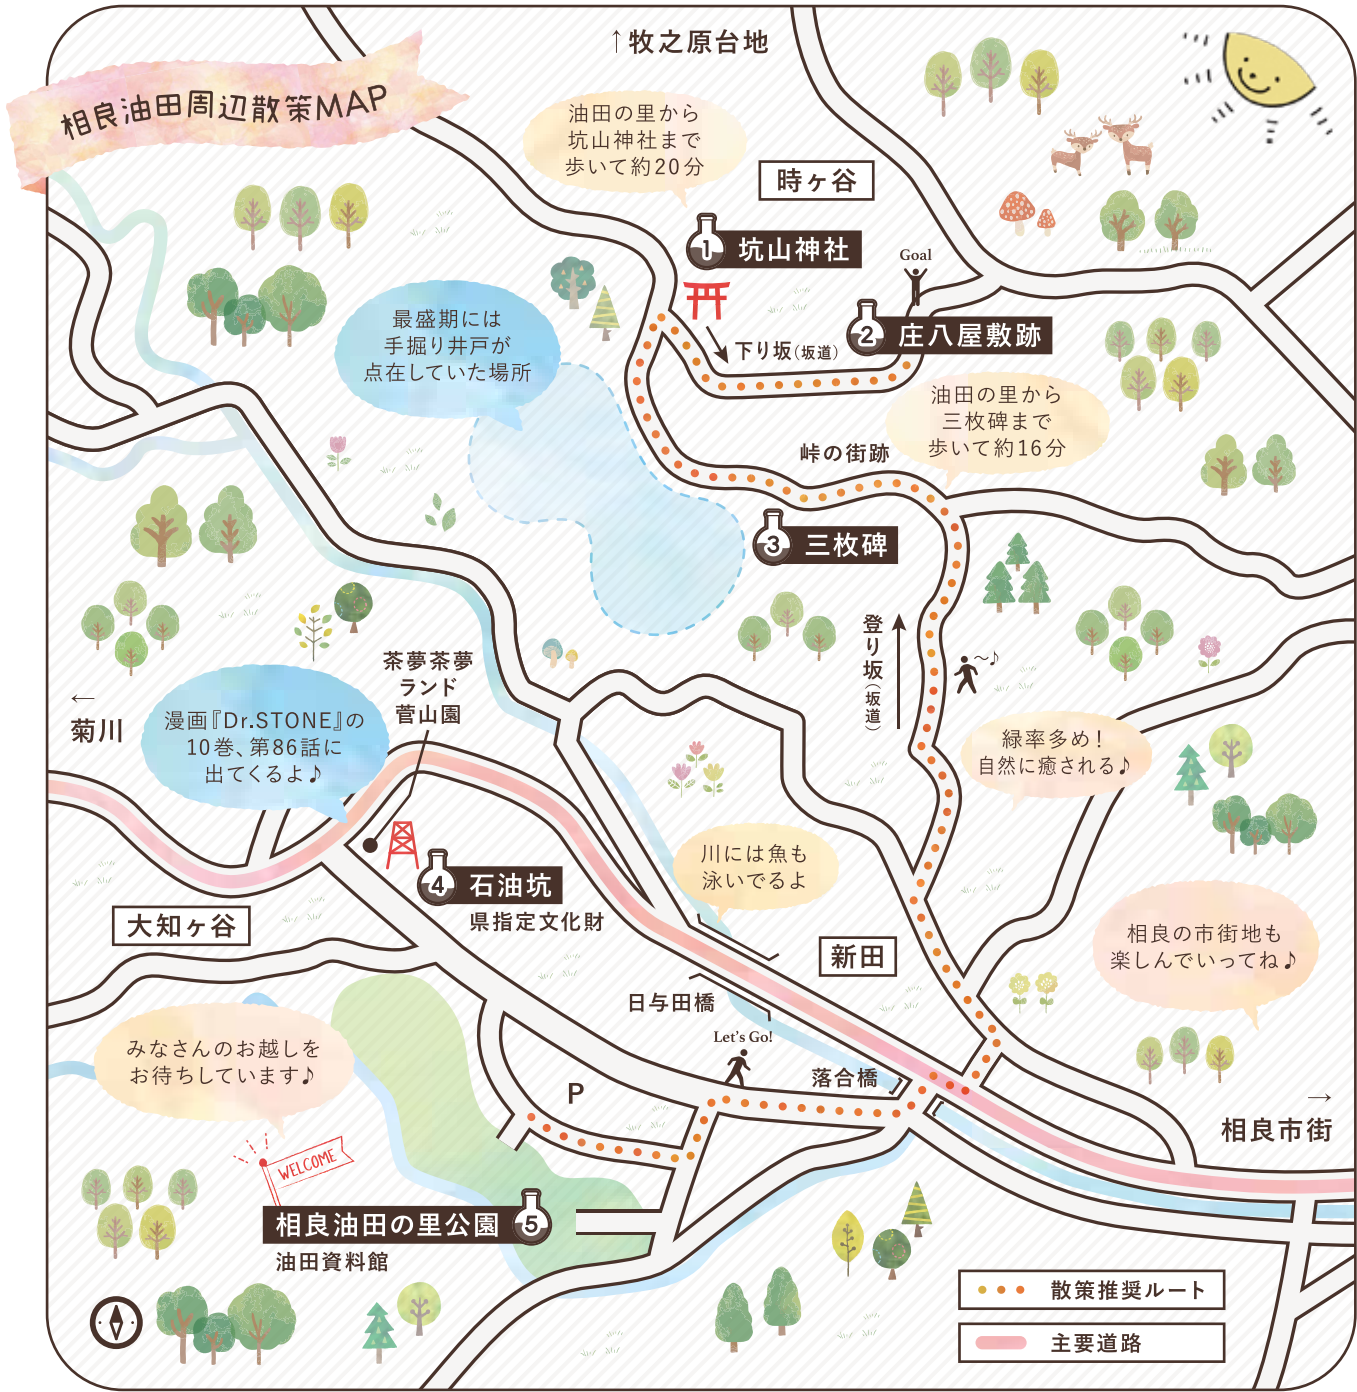 相良油田周辺散策MAP
↑牧之原台地
油田の里から
坑山神社まで
歩いて約20分
時ヶ谷
1 坑山神社
Goal
2 庄八屋敷跡
下り坂(坂道)
最盛期には
手掘り井戸が
点在していた場所
油田の里から
三枚碑まで
歩いて約16分
峠の街跡
3 三枚碑
登り坂(坂道)
〜♪
茶夢茶夢
ランド
菅山園
←
菊川
漫画『Dr.STONE』の
10巻、第86話に
出てくるよ♪
緑率多め!
自然に癒される♪
川には魚も
泳いでるよ
4 石油坑
県指定文化財
大知ヶ谷
新田
相良の市街地も
楽しんでいってね♪
日与田橋
Let's Go!
落合橋
みなさんのお越しを
お待ちしています♪
P
→
相良市街
WELCOME
相良油田の里公園 5
油田資料館
散策推奨ルート
主要道路